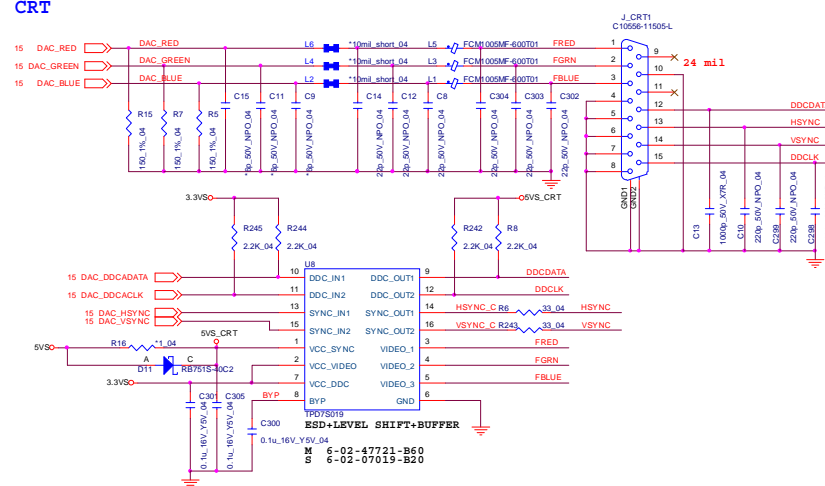 CRT
J_CRT1
C10556-11505-L
15 DAC_RED DAC_RED L6 *10mil_short_04 L5 FCM1005MF-600T01 FRED 1
15 DAC_GREEN DAC_GREEN L4 *10mil_short_04 L3 FCM1005MF-600T01 FGRN 2
15 DAC_BLUE DAC_BLUE L2 *10mil_short_04 L1 FCM1005MF-600T01 FBLUE 3
9
24 mil
10
4 11
12 DDCDAT
5
13 HSYNC
6
14 VSYNC
7
15 DDCLK
8
R15 R7 R5 C15 C11 C9 C14 C12 C8 C304 C303 C302
150_1%_04 150_1%_04 150_1%_04 *8p_50V_NPO_04 *8p_50V_NPO_04 *8p_50V_NPO_04 22p_50V_NPO_04 22p_50V_NPO_04 22p_50V_NPO_04 22p_50V_NPO_04 22p_50V_NPO_04 22p_50V_NPO_04
GND1 GND2
C13 1000p_50V_X7R_04 C10 220p_50V_NPO_04 C299 220p_50V_NPO_04 C298
3.3VS 5VS_CRT
R245 R244 R242 R8
2.2K_04 2.2K_04 2.2K_04 2.2K_04
U8
15 DAC_DDCADATA 10 DDC_IN1 DDC_OUT1 9 DDCDATA
15 DAC_DDCACLK 11 DDC_IN2 DDC_OUT2 12 DDCLK
15 DAC_HSYNC 13 SYNC_IN1 SYNC_OUT1 14 HSYNC_C R6 33_04 HSYNC
15 DAC_VSYNC 15 SYNC_IN2 SYNC_OUT2 16 VSYNC_C R243 33_04 VSYNC
5VS_CRT
5VS R16 *1_04 1 VCC_SYNC VIDEO_1 3 FRED
A C
D11 RB751S-40C2
2 VCC_VIDEO VIDEO_2 4 FGRN
3.3VS 7 VCC_DDC VIDEO_3 5 FBLUE
BYP 8 BYP GND 6
C301 C305
0.1u_16V_Y5V_04 0.1u_16V_Y5V_04
C300
0.1u_16V_Y5V_04
TPD7S019
ESD+LEVEL SHIFT+BUFFER
M 6-02-47721-B60
S 6-02-07019-B20